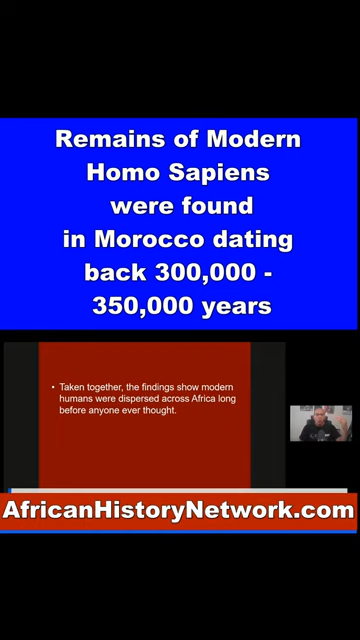 Remains of Modern
Homo Sapiens
were found
in Morocco dating
back 300,000 -
350,000 years
• Taken together, the findings show modern
humans were dispersed across Africa long
before anyone ever thought.
AfricanHistoryNetwork.com